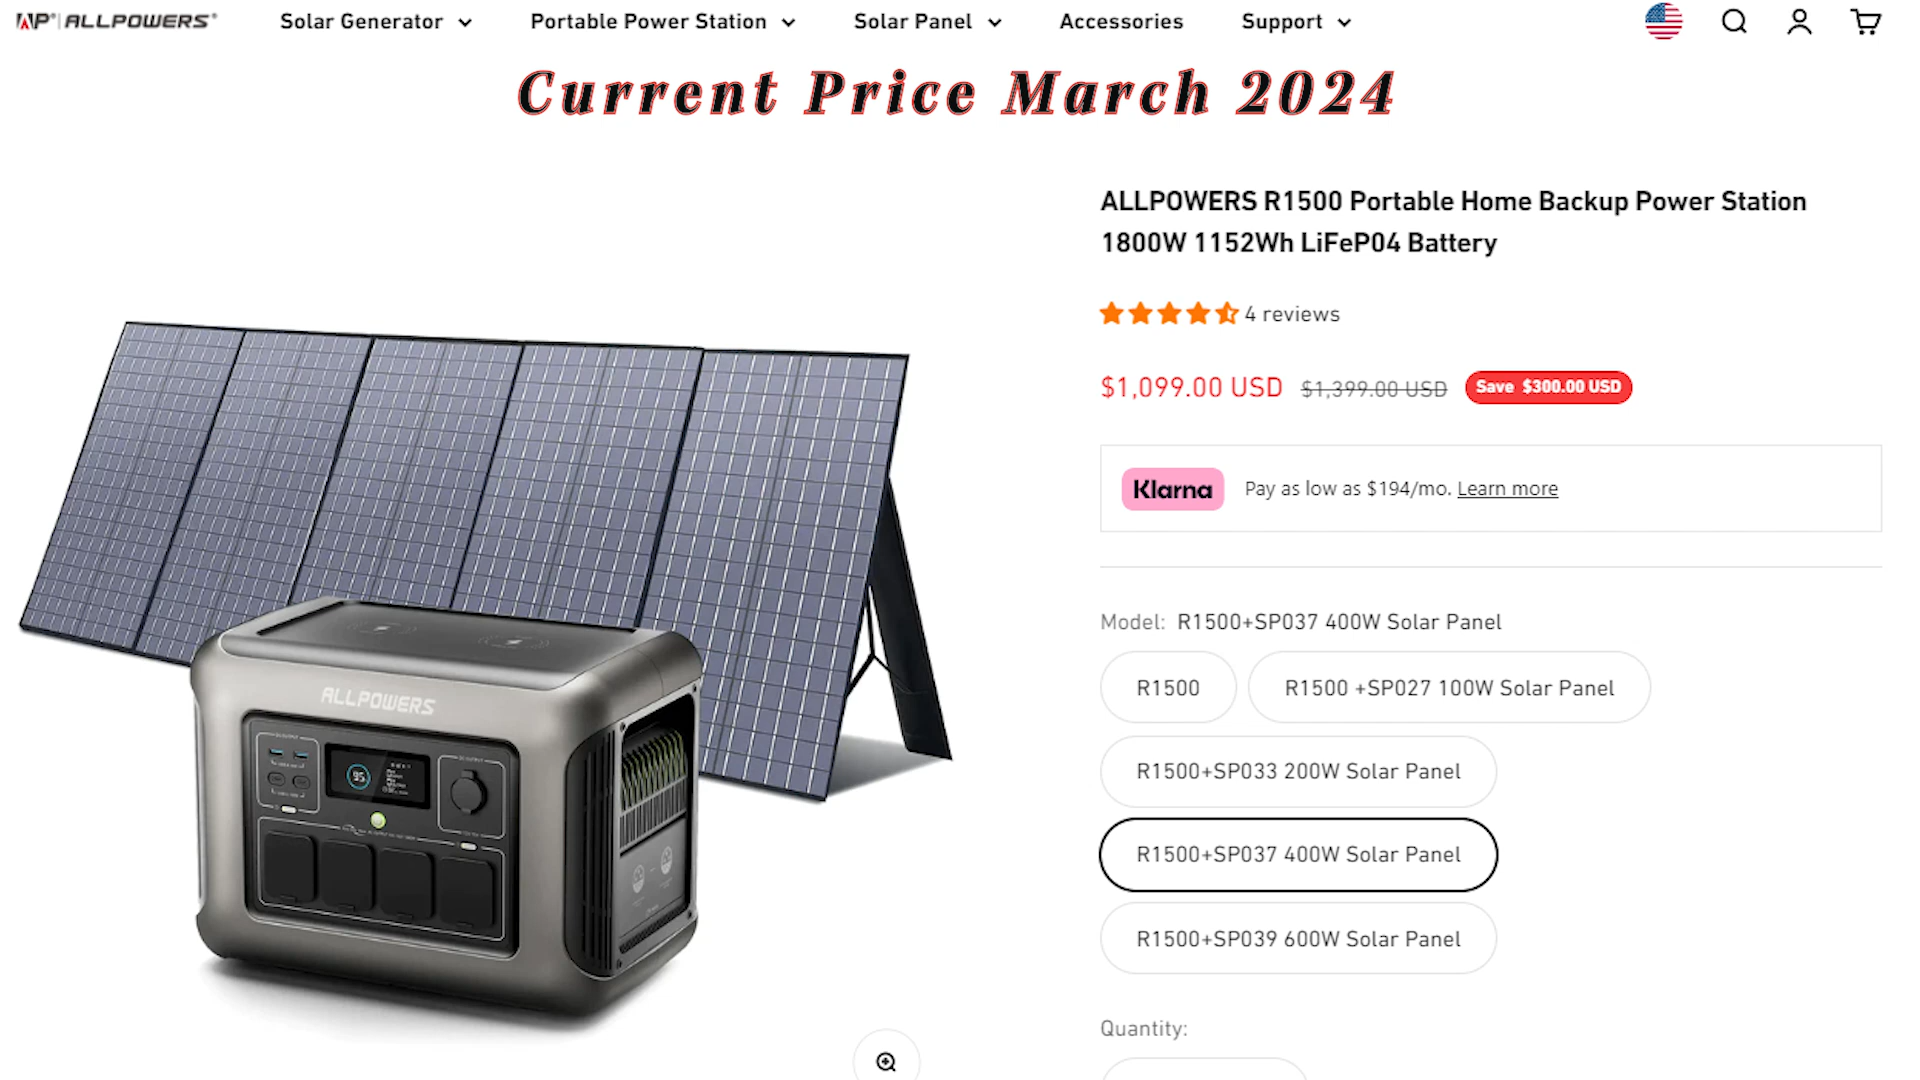 ALLPOWERS®
Solar Generator
Portable Power Station
Solar Panel
Accessories
Support
Current Price March 2024
ALLPOWERS R1500 Portable Home Backup Power Station
1800W 1152Wh LiFeP04 Battery
4 reviews
$1,099.00 USD $1,399.00 USD Save $300.00 USD
Klarna Pay as low as $194/mo. Learn more
Model: R1500+SP037 400W Solar Panel
R1500
R1500 +SP027 100W Solar Panel
R1500+SP033 200W Solar Panel
R1500+SP037 400W Solar Panel
R1500+SP039 600W Solar Panel
Quantity:
ALLPOWERS
95